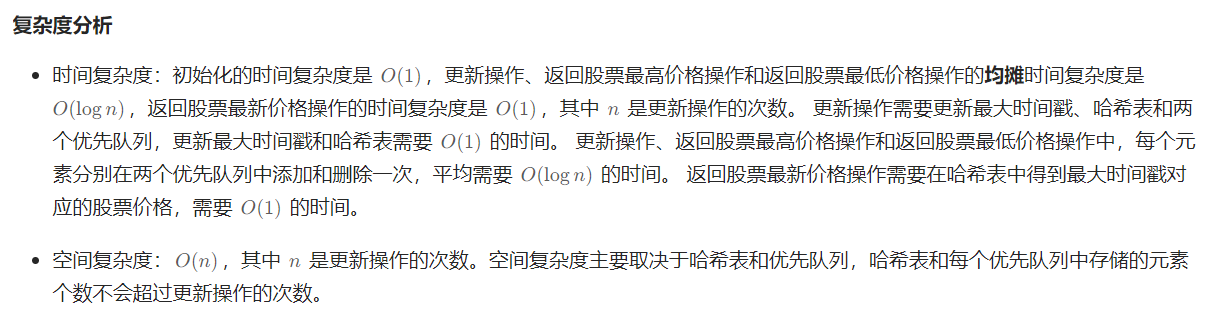 复杂度分析
• 时间复杂度：初始化的时间复杂度是 O(1)，更新操作、返回股票最高价格操作和返回股票最低价格操作的均摊时间复杂度是
O(log n)，返回股票最新价格操作的时间复杂度是 O(1)，其中 n 是更新操作的次数。 更新操作需要更新最大时间戳、哈希表和两
个优先队列，更新最大时间戳和哈希表需要 O(1) 的时间。 更新操作、返回股票最高价格操作和返回股票最低价格操作中，每个元
素分别在两个优先队列中添加和删除一次，平均需要 O(log n) 的时间。 返回股票最新价格操作需要在哈希表中得到最大时间戳对
应的股票价格，需要 O(1) 的时间。
• 空间复杂度：O(n)，其中 n 是更新操作的次数。空间复杂度主要取决于哈希表和优先队列，哈希表和每个优先队列中存储的元素
个数不会超过更新操作的次数。